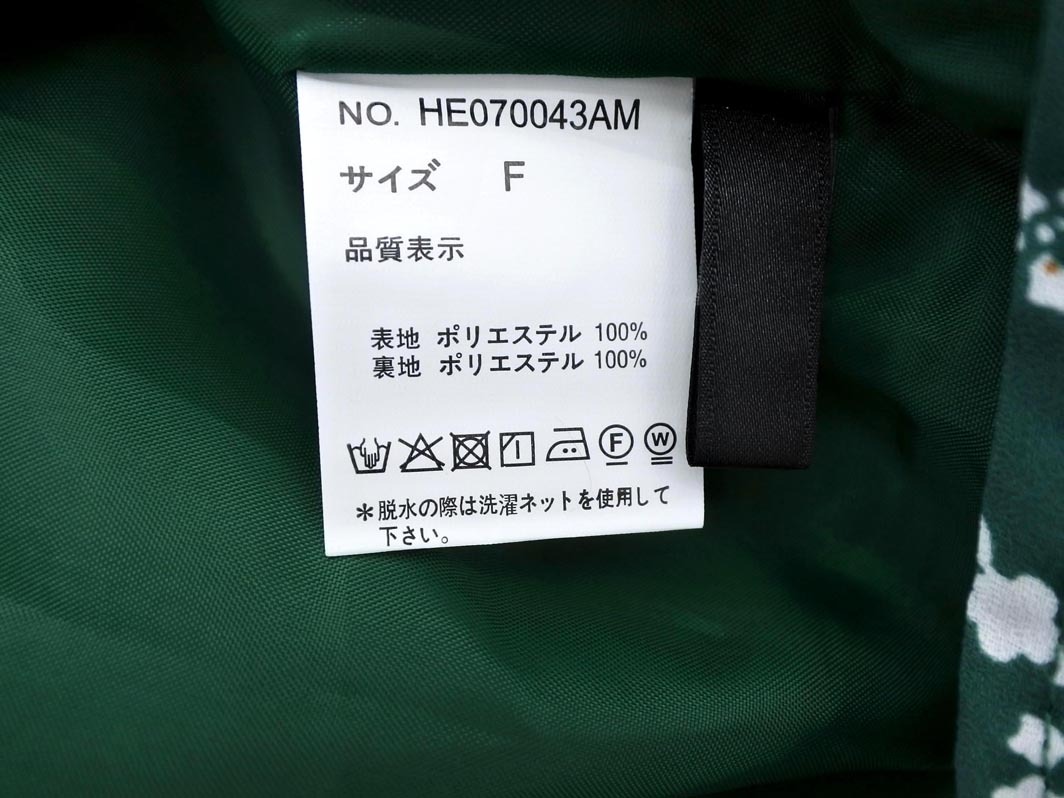 NO. HE070043AM
サイズ F
品質表示
表地 ポリエステル 100%
裏地 ポリエステル 100%
F W
＊脱水の際は洗濯ネットを使用して
下さい。